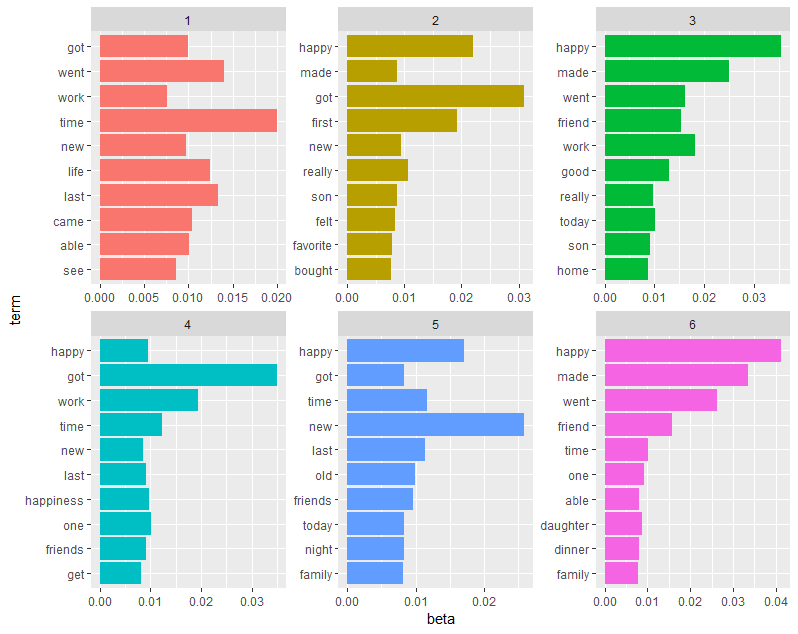 1
got
went
work
time
new
life
last
came
able
see
0.000 0.005 0.010 0.015 0.020
2
happy
made
got
first
new
really
son
felt
favorite
bought
0.00 0.01 0.02 0.03
3
happy
made
went
friend
work
good
really
today
son
home
0.00 0.01 0.02 0.03
term
4
happy
got
work
time
new
last
happiness
one
friends
get
0.00 0.01 0.02 0.03
5
happy
got
time
new
last
old
friends
today
night
family
0.00 0.01 0.02
6
happy
made
went
friend
time
one
able
daughter
dinner
family
0.00 0.01 0.02 0.03 0.04
beta